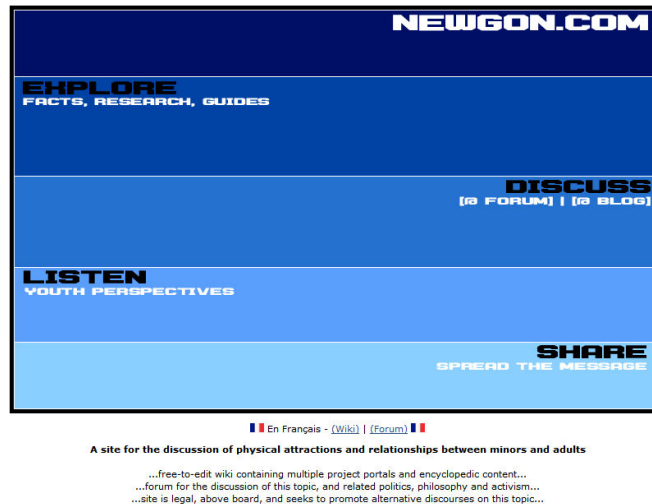 NEWGON.COM
EXPLORE
FACTS, RESEARCH, GUIDES
DISCUSS
[@ FORUM] | [@ BLOG]
LISTEN
YOUTH PERSPECTIVES
SHARE
SPREAD THE MESSAGE
En Français - (Wiki) | (Forum)
A site for the discussion of physical attractions and relationships between minors and adults
...free-to-edit wiki containing multiple project portals and encyclopedic content...
...forum for the discussion of this topic, and related politics, philosophy and activism...
...site is legal, above board, and seeks to promote alternative discourses on this topic...